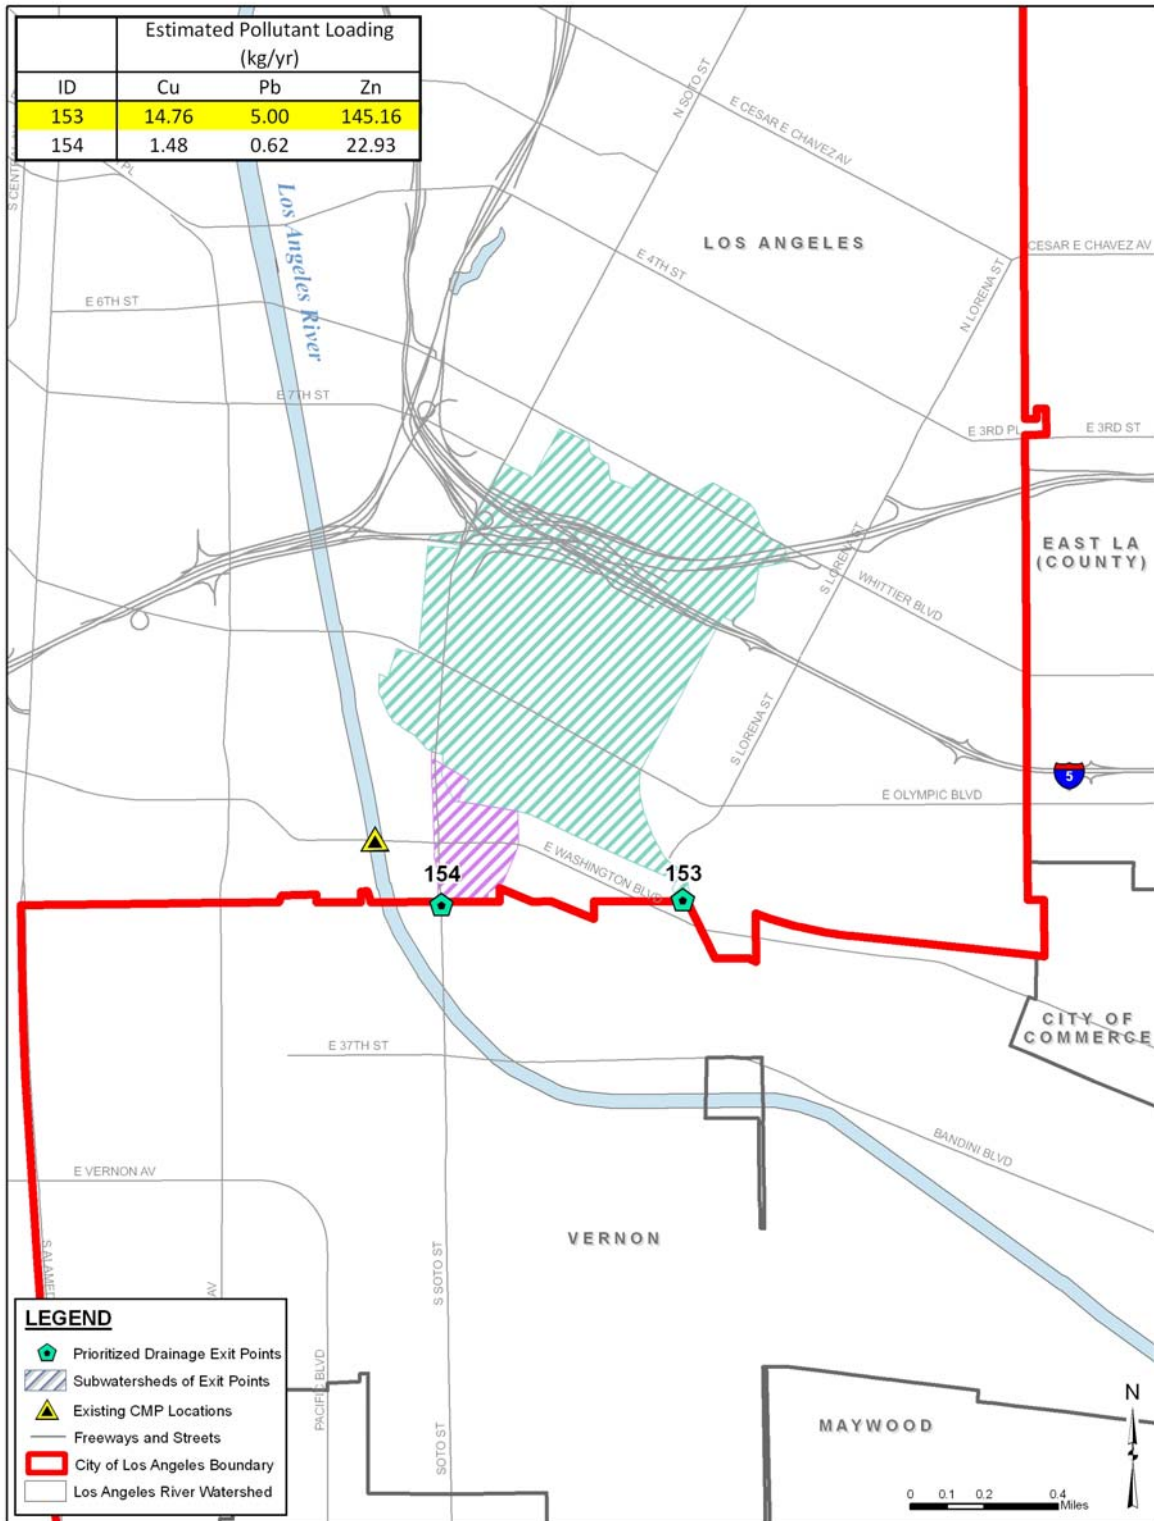 Estimated Pollutant Loading
(kg/yr)
ID Cu Pb Zn
153 14.76 5.00 145.16
154 1.48 0.62 22.93
PL
N SOTO ST
E CESAR E CHAVEZ AV
Los Angeles River
LOS ANGELES
CESAR E CHAVEZ AV
E 4TH ST
E 6TH ST
N LORENA ST
E 7TH ST
E 3RD PL
E 3RD ST
EAST LA
(COUNTY)
S LORENA ST
WHITTIER BLVD
S LORENA ST
5
E OLYMPIC BLVD
E WASHINGTON BLVD
154
153
CITY OF
COMMERCE
E 37TH ST
BANDINI BLVD
E VERNON AV
VERNON
S SOTO ST
AV
PACIFIC BLVD
SOTO ST
MAYWOOD
LEGEND
Prioritized Drainage Exit Points
Subwatersheds of Exit Points
Existing CMP Locations
Freeways and Streets
City of Los Angeles Boundary
Los Angeles River Watershed
N
0 0.1 0.2 0.4
Miles